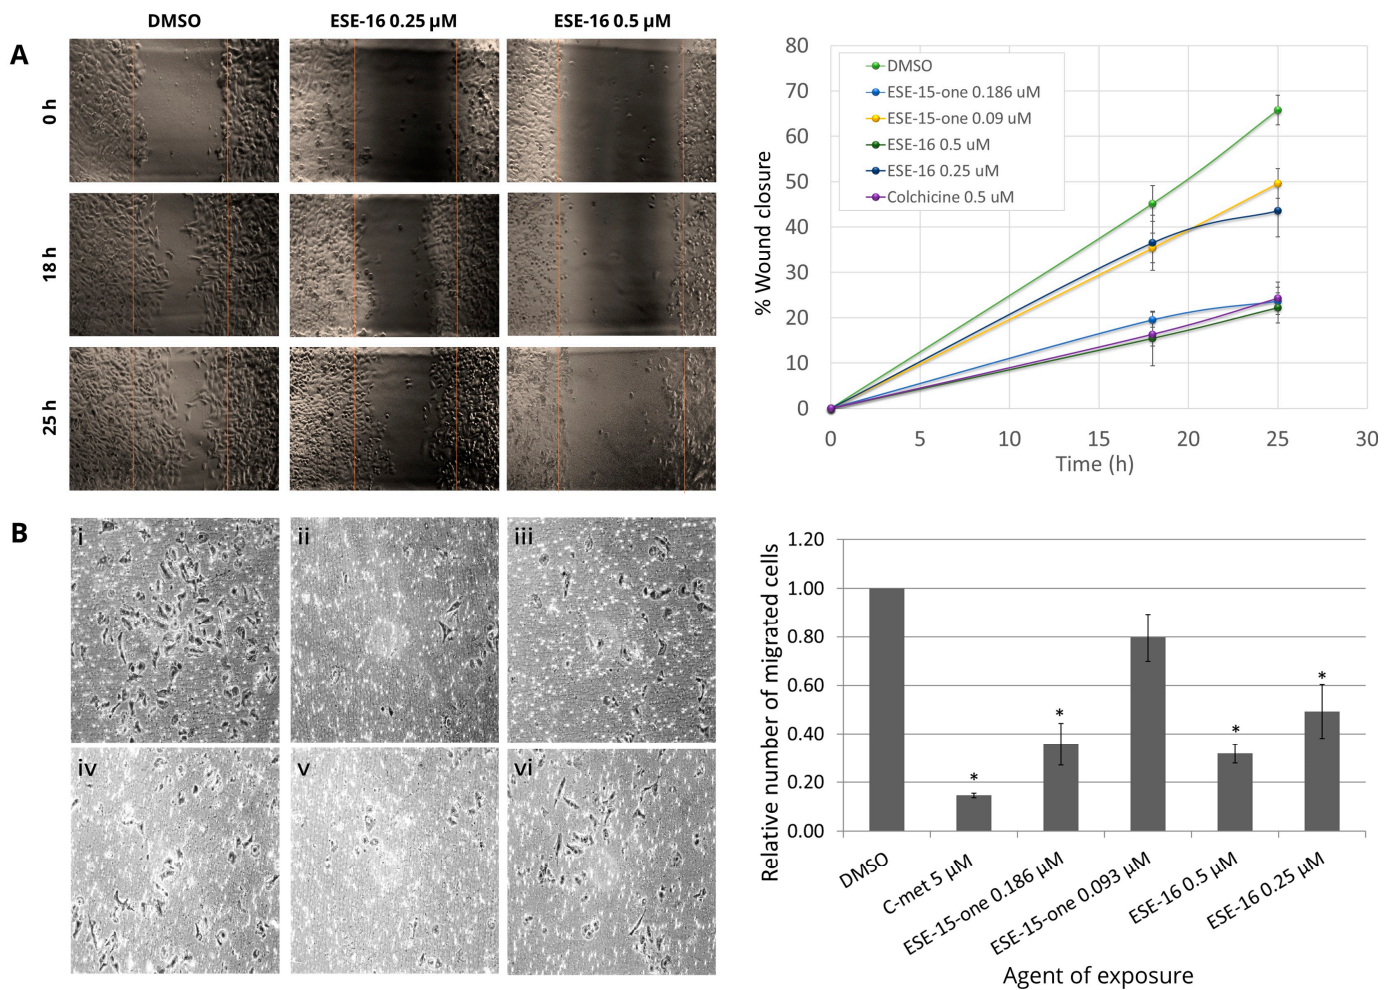 DMSO
ESE-16 0.25 µM
ESE-16 0.5 µM
A
0 h
18 h
25 h
% Wound closure
80
70
60
50
40
30
20
10
0
DMSO
ESE-15-one 0.186 uM
ESE-15-one 0.09 uM
ESE-16 0.5 uM
ESE-16 0.25 uM
Colchicine 0.5 uM
0
5
10
15
20
25
30
Time (h)
B
i
ii
iii
iv
v
vi
Relative number of migrated cells
1.20
1.00
0.80
0.60
0.40
0.20
0.00
*
*
*
*
DMSO
C-met 5 µM
ESE-15-one 0.186 µM
ESE-15-one 0.093 µM
ESE-16 0.5 µM
ESE-16 0.25 µM
Agent of exposure